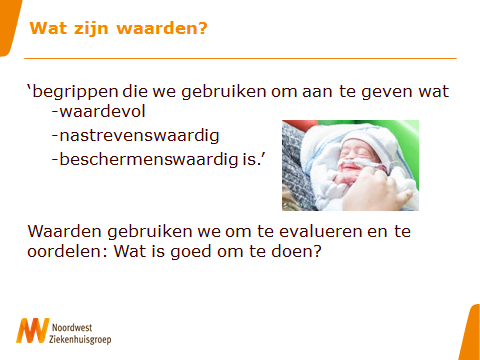 Wat zijn waarden?
‘begrippen die we gebruiken om aan te geven wat
-waardevol
-nastrevenswaardig
-beschermenswaardig is.’
Waarden gebruiken we om te evalueren en te
oordelen: Wat is goed om te doen?
Noordwest
Ziekenhuisgroep